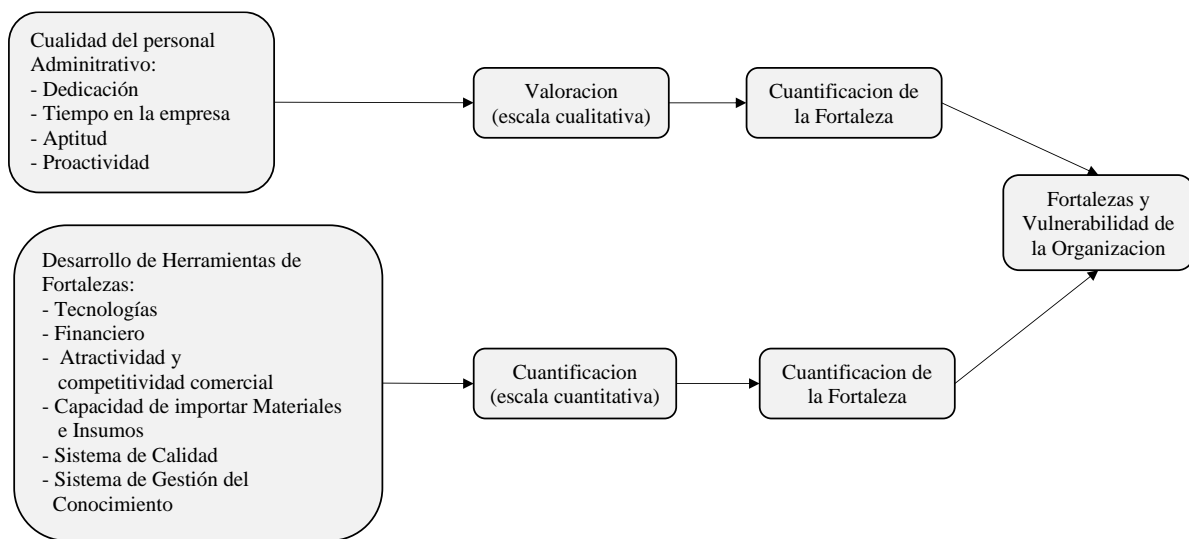 Cualidad del personal
Adminitrativo:
- Dedicación
- Tiempo en la empresa
- Aptitud
- Proactividad
Valoracion
(escala cualitativa)
Cuantificacion de
la Fortaleza
Fortalezas y
Vulnerabilidad de
la Organizacion
Desarrollo de Herramientas de
Fortalezas:
- Tecnologías
- Financiero
- Atractividad y
competitividad comercial
- Capacidad de importar Materiales
e Insumos
- Sistema de Calidad
- Sistema de Gestión del
Conocimiento
Cuantificacion
(escala cuantitativa)
Cuantificacion de
la Fortaleza